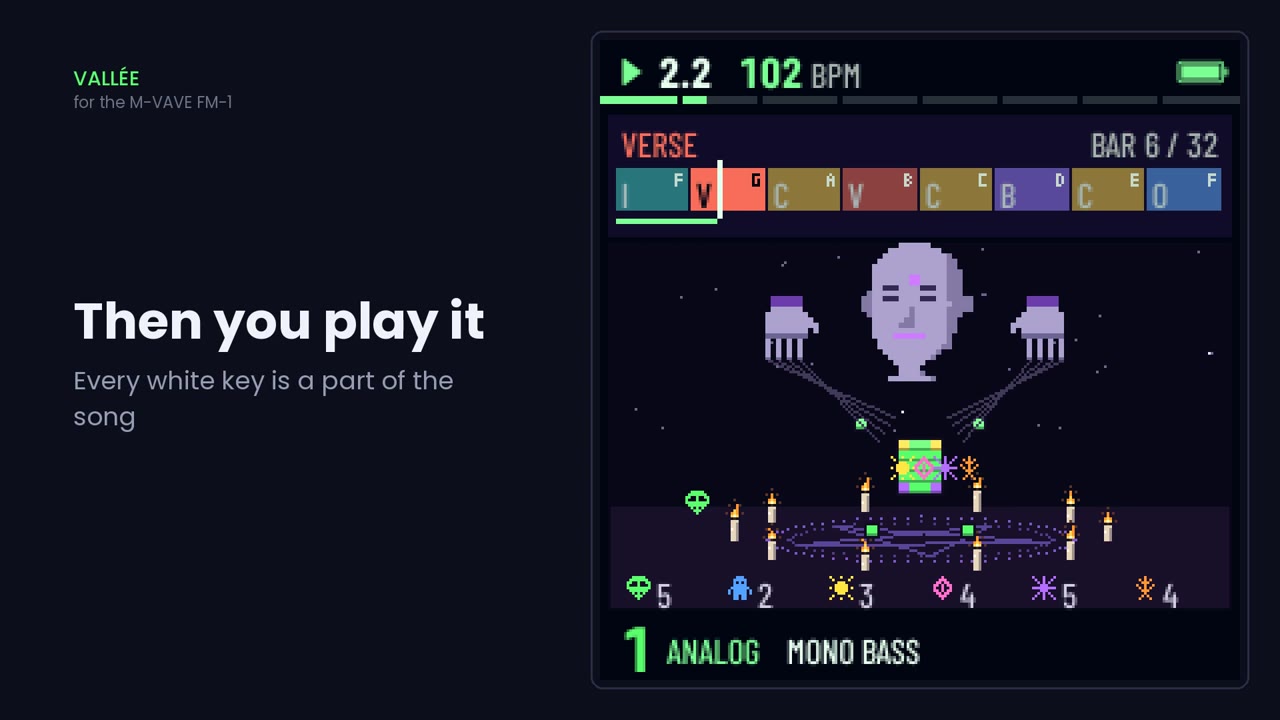 VALLÉE
for the M-VAVE FM-1
Then you play it
Every white key is a part of the
song
2.2 102 BPM
VERSE BAR 6 / 32
I F V G C A V B C C B D C E O F
5 2 3 4 5 4
1 ANALOG MONO BASS